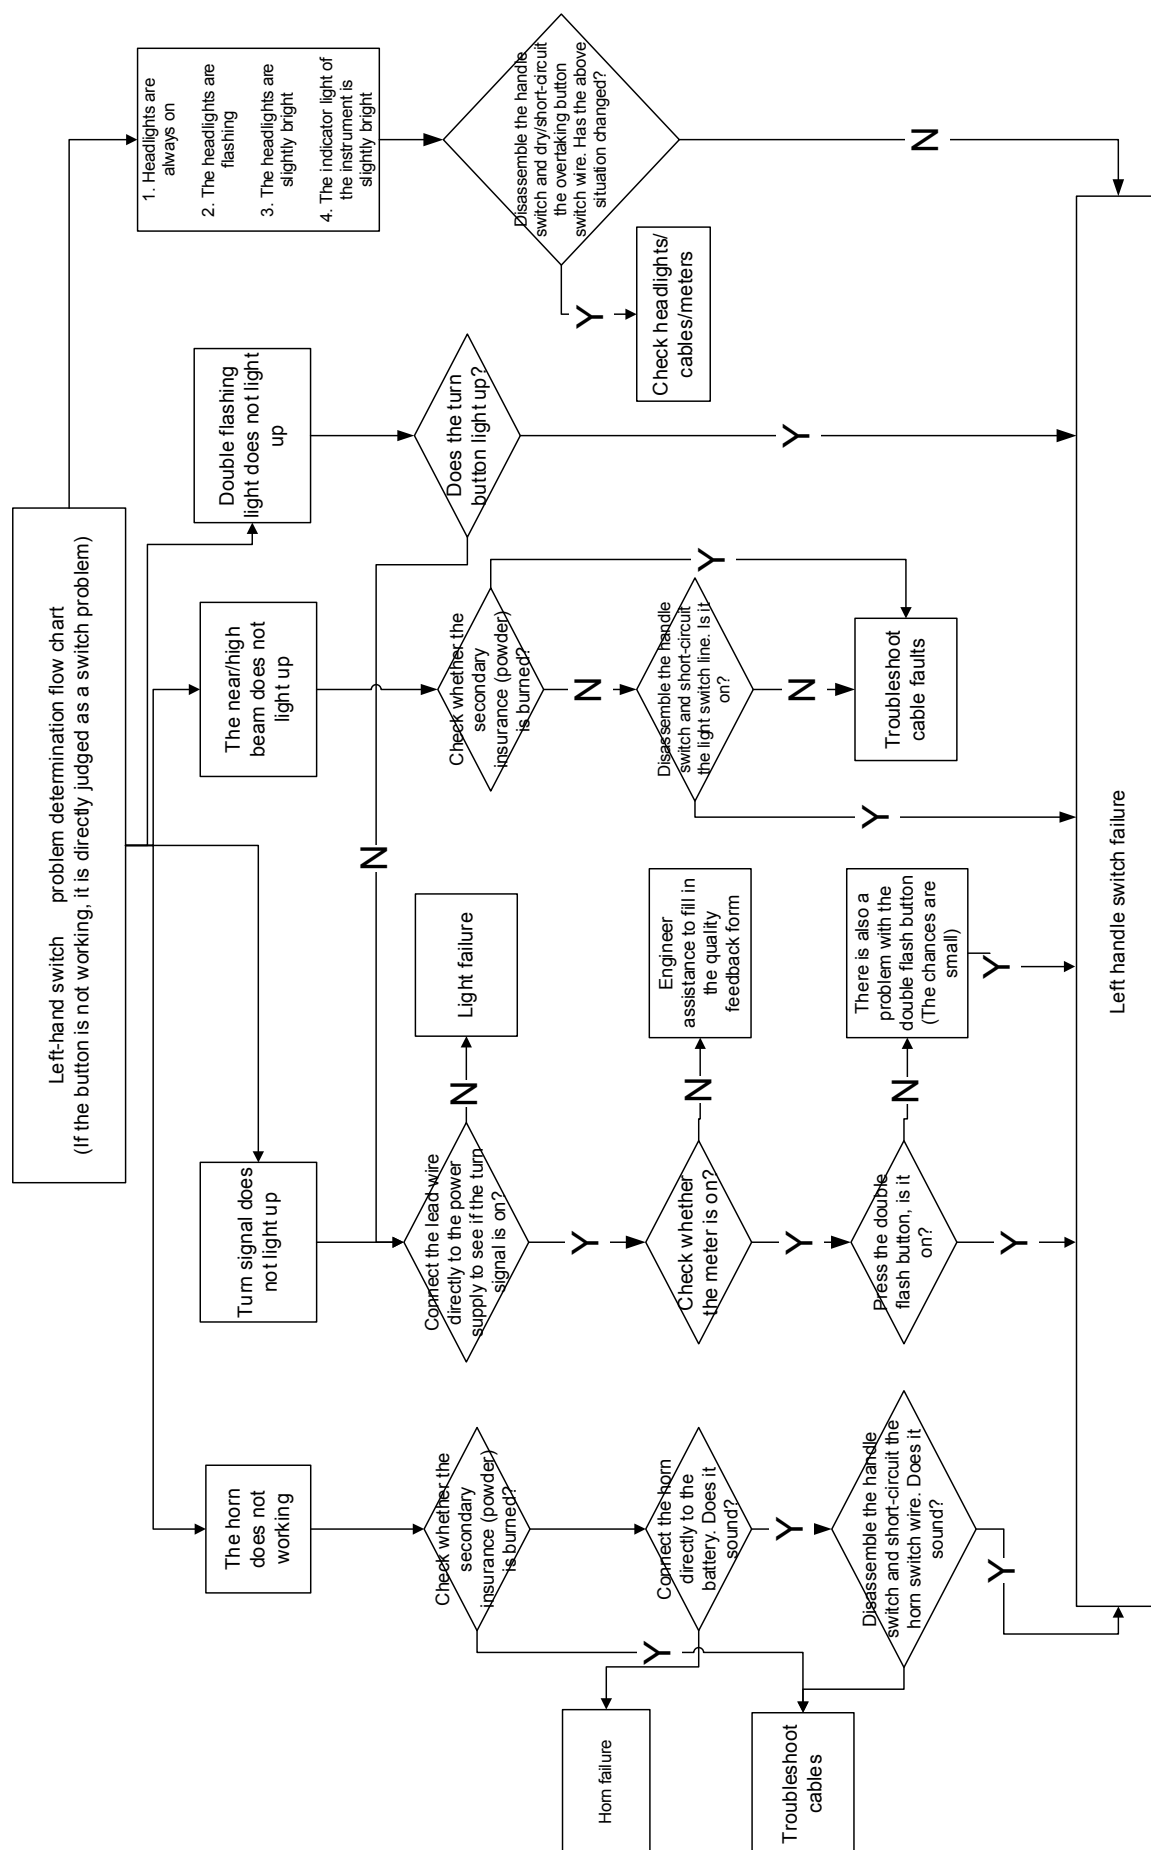 Left-hand switch problem determination flow chart
(If the button is not working, it is directly judged as a switch problem)
The horn
does not
working
Turn signal does
not light up
The near/high
beam does not
light up
Double flashing
light does not light
up
1. Headlights are
always on
2. The headlights are
flashing
3. The headlights are
slightly bright
4. The indicator light of
the instrument is
slightly bright
Check whether the
secondary
insurance (powder)
is burned?
Connect the lead wire
directly to the power
supply to see if the turn
signal is on?
N
Light failure
N
Check whether the
secondary
insurance (powder)
is burned?
Does the turn
button light up?
Disassemble the handle
switch and dry/short-circuit
the overtaking button
switch wire. Has the above
situation changed?
Y
Check headlights/
cables/meters
Y
Horn failure
Connect the horn
directly to the
battery. Does it
sound?
Y
Check whether
the meter is on?
N
Engineer
assistance to fill in
the quality
feedback form
N
Disassemble the handle
switch and short-circuit
the light switch line. Is it
on?
Y
Y
Troubleshoot
cables
Y
Disassemble the handle
switch and short-circuit the
horn switch wire. Does it
sound?
Y
Press the double
flash button, is it
on?
N
There is also a
problem with the
double flash button
(The chances are
small)
N
Troubleshoot
cable faults
Y
Y
Y
Y
Y
N
Left handle switch failure